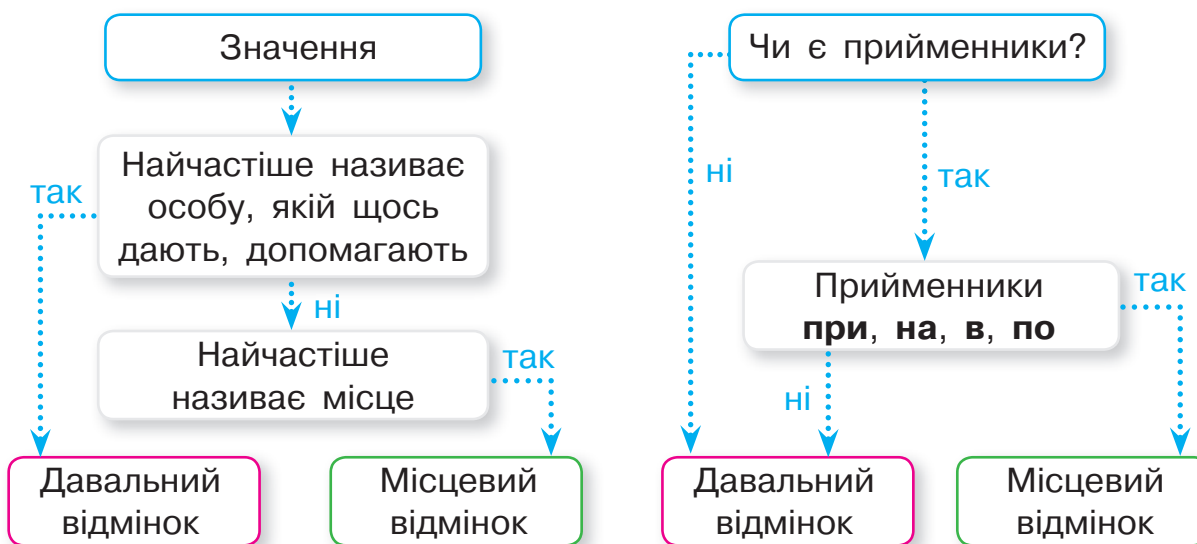 Значення
Найчастіше називає
особу, якій щось
дають, допомагають
так
ні
Найчастіше
називає місце
так
Давальний
відмінок
Місцевий
відмінок
Чи є прийменники?
ні
так
Прийменники
при, на, в, по
так
ні
Давальний
відмінок
Місцевий
відмінок